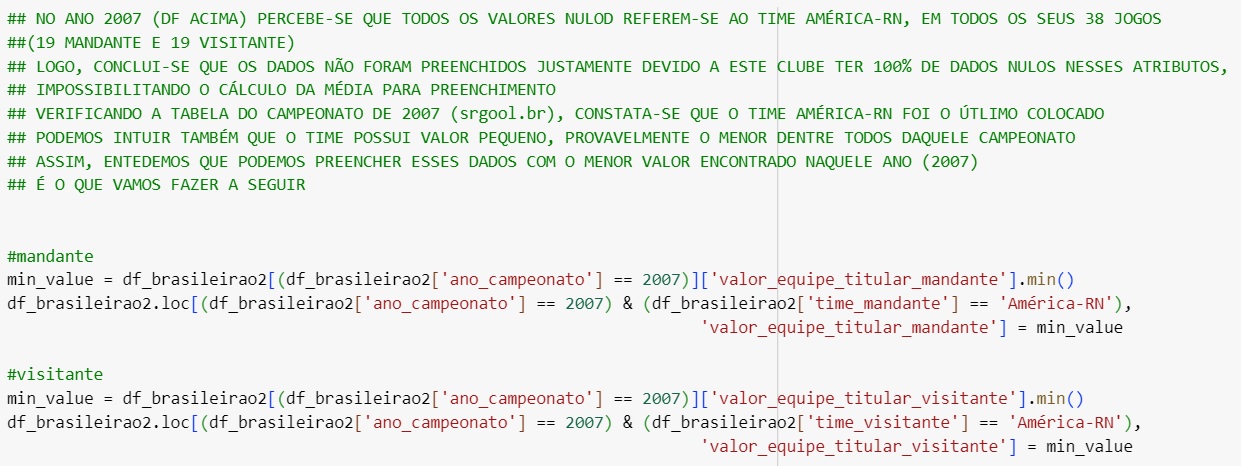 ## NO ANO 2007 (DF ACIMA) PERCEBE-SE QUE TODOS OS VALORES NULOD REFEREM-SE AO TIME AMÉRICA-RN, EM TODOS OS SEUS 38 JOGOS
##(19 MANDANTE E 19 VISITANTE)
## LOGO, CONCLUI-SE QUE OS DADOS NÃO FORAM PREENCHIDOS JUSTAMENTE DEVIDO A ESTE CLUBE TER 100% DE DADOS NULOS NESSES ATRIBUTOS,
## IMPOSSIBILITANDO O CÁLCULO DA MÉDIA PARA PREENCHIMENTO
## VERIFICANDO A TABELA DO CAMPEONATO DE 2007 (srgool.br), CONSTATA-SE QUE O TIME AMÉRICA-RN FOI O ÚTLIMO COLOCADO
## PODEMOS INTUIR TAMBÉM QUE O TIME POSSUI VALOR PEQUENO, PROVAVELMENTE O MENOR DENTRE TODOS DAQUELE CAMPEONATO
## ASSIM, ENTEDEMOS QUE PODEMOS PREENCHER ESSES DADOS COM O MENOR VALOR ENCONTRADO NAQUELE ANO (2007)
## É O QUE VAMOS FAZER A SEGUIR
#mandante
min_value = df_brasileirao2[(df_brasileirao2['ano_campeonato'] == 2007)]['valor_equipe_titular_mandante'].min()
df_brasileirao2.loc[(df_brasileirao2['ano_campeonato'] == 2007) & (df_brasileirao2['time_mandante'] == 'América-RN'),
'valor_equipe_titular_mandante'] = min_value
#visitante
min_value = df_brasileirao2[(df_brasileirao2['ano_campeonato'] == 2007)]['valor_equipe_titular_visitante'].min()
df_brasileirao2.loc[(df_brasileirao2['ano_campeonato'] == 2007) & (df_brasileirao2['time_visitante'] == 'América-RN'),
'valor_equipe_titular_visitante'] = min_value